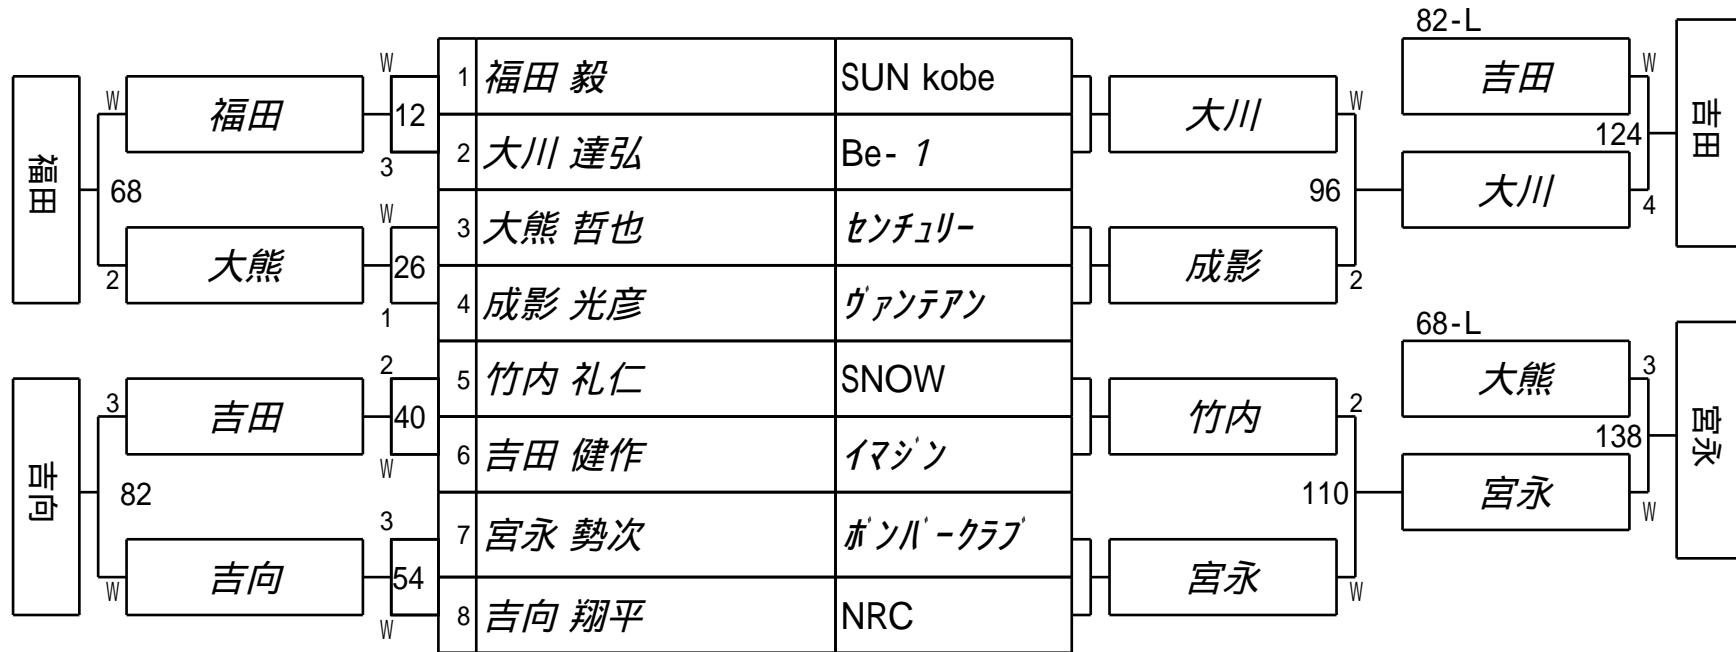 福田
W
福田
68
2
大熊
W
12
3
W
26
1
吉向
3
吉田
82
W
吉向
2
40
W
3
54
W
1 福田 毅 SUN kobe
2 大川 達弘 Be- 1
3 大熊 哲也 センチュリー
4 成影 光彦 ヴァンテアン
5 竹内 礼仁 SNOW
6 吉田 健作 イマジン
7 宮永 勢次 ボンバークラブ
8 吉向 翔平 NRC
大川
W
96
成影
2
竹内
2
110
宮永
W
82-L
吉田
W
124
大川
4
吉田
68-L
大熊
3
138
宮永
W
宮永